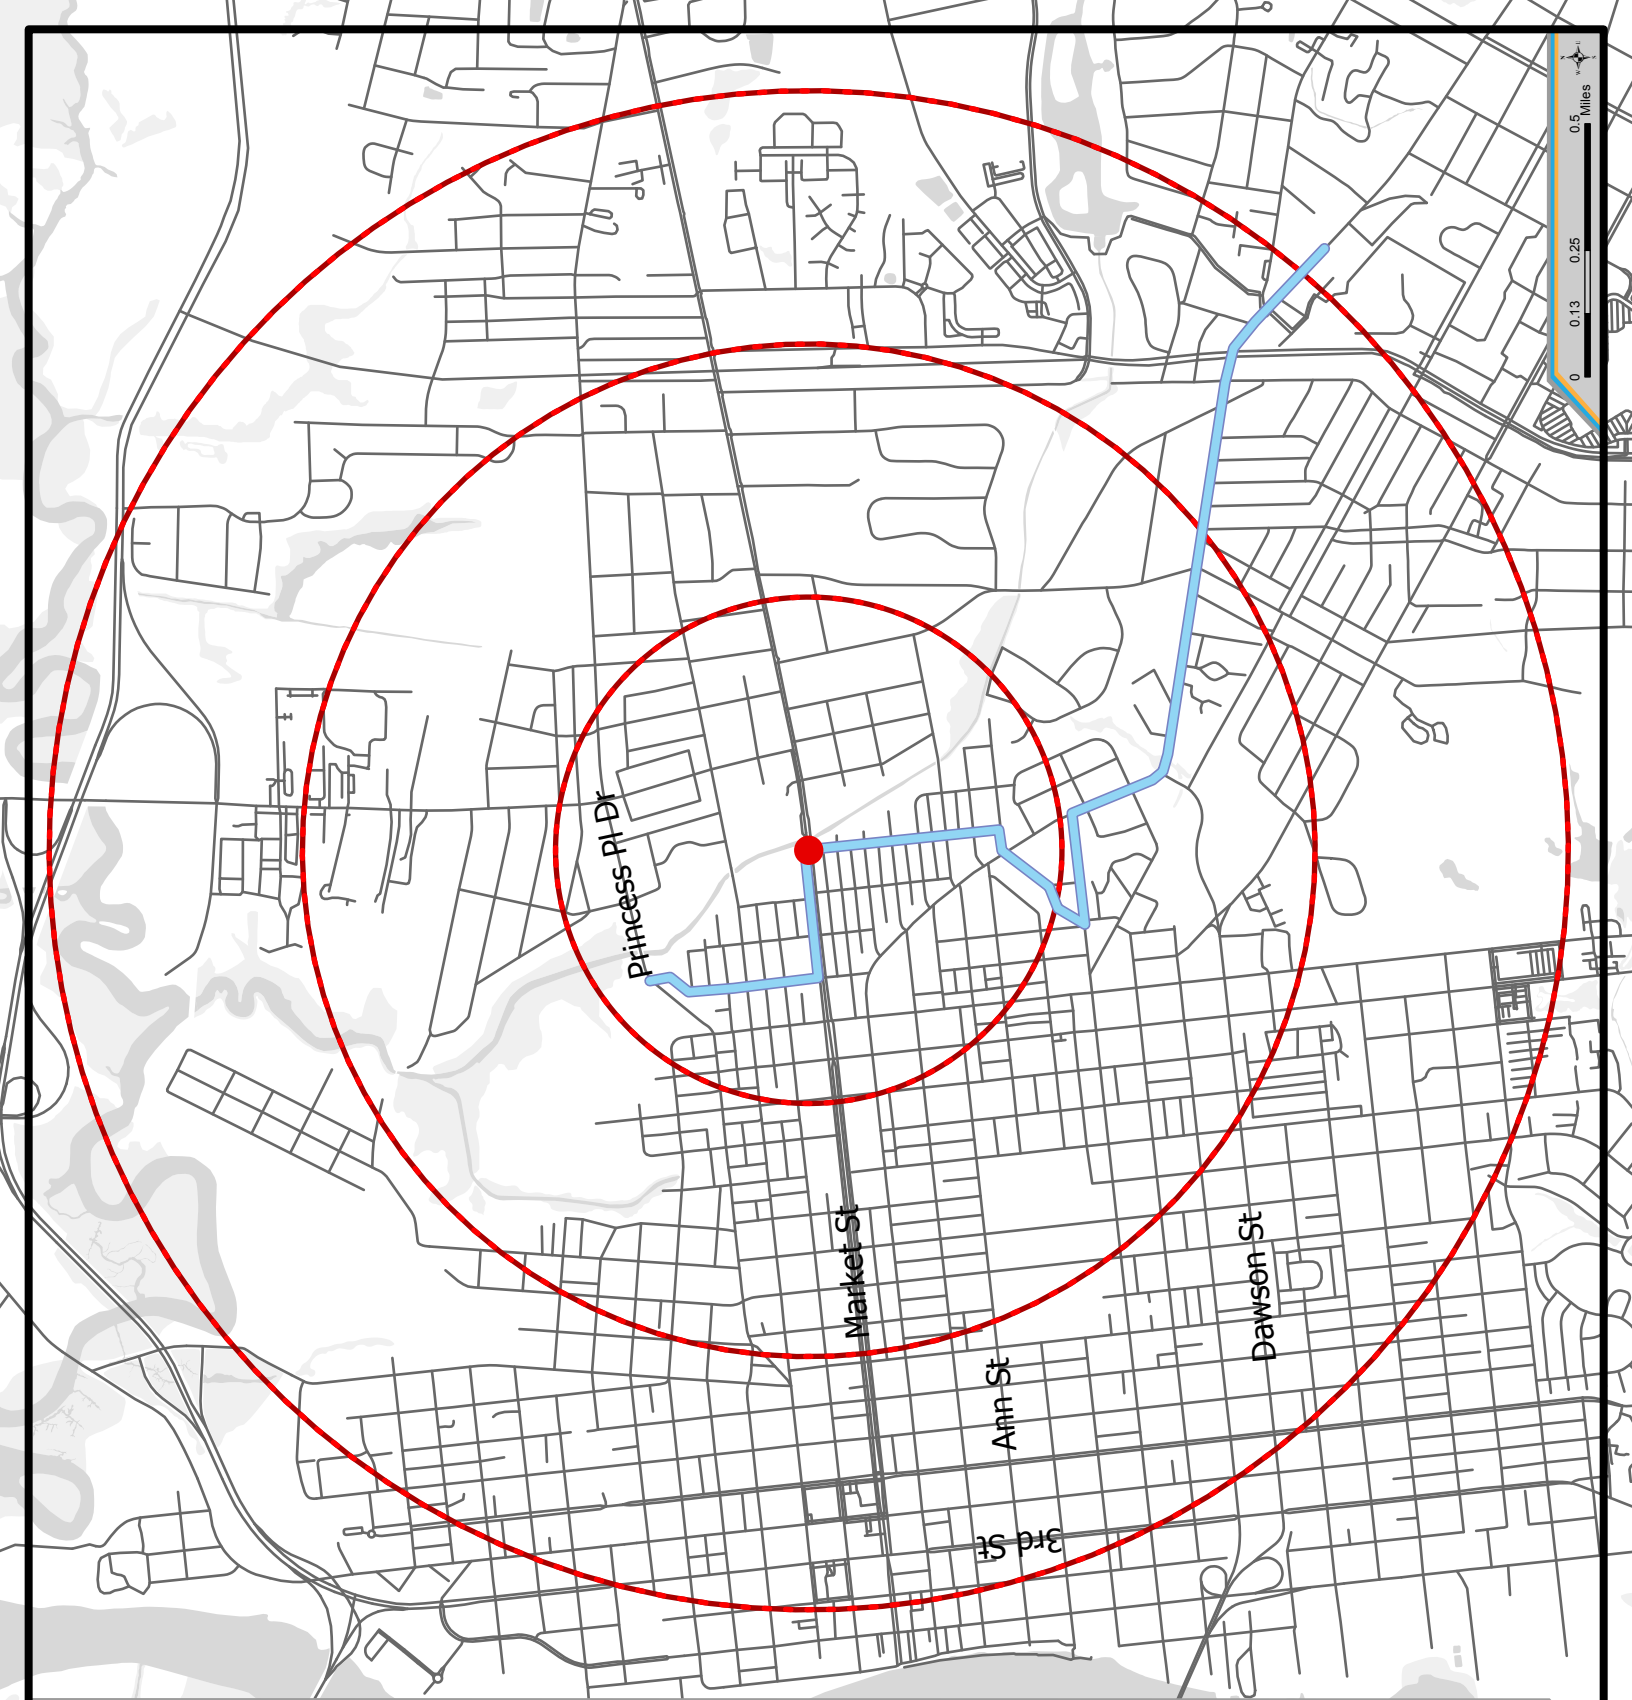 Miles
0.5
0.25
0.13
0
Princess Pl Dr
Market St
Dawson St
Ann St
3rd St